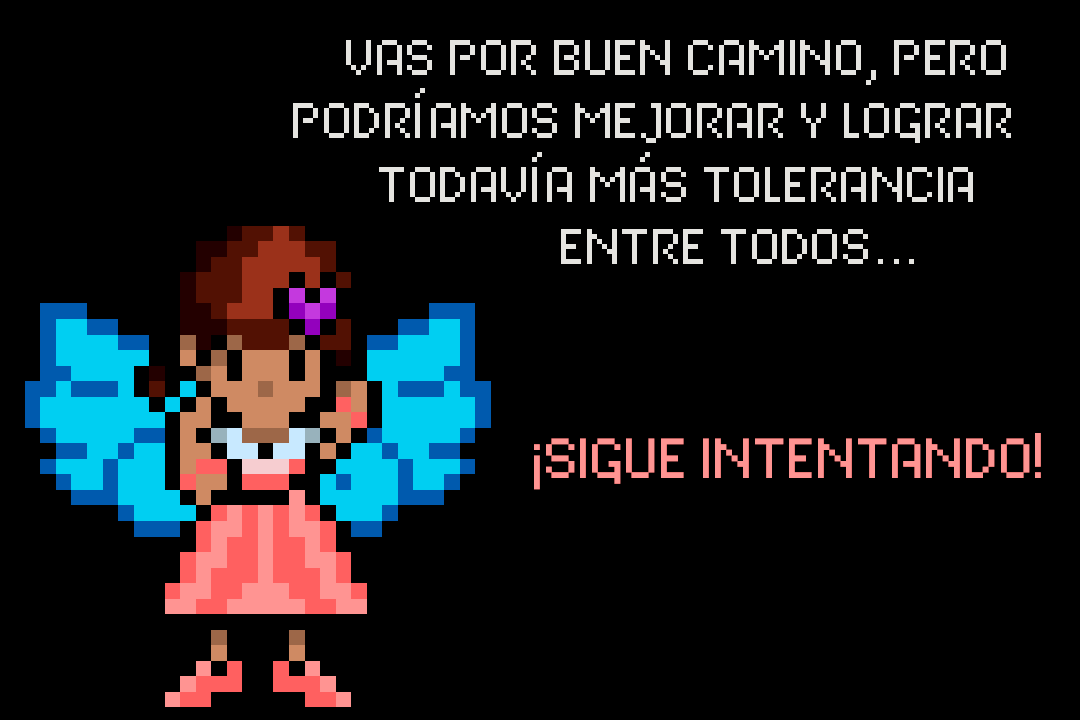 VAS POR BUEN CAMINO, PERO
PODRÍAMOS MEJORAR Y LOGRAR
TODAVÍA MÁS TOLERANCIA
ENTRE TODOS...
¡SIGUE INTENTANDO!